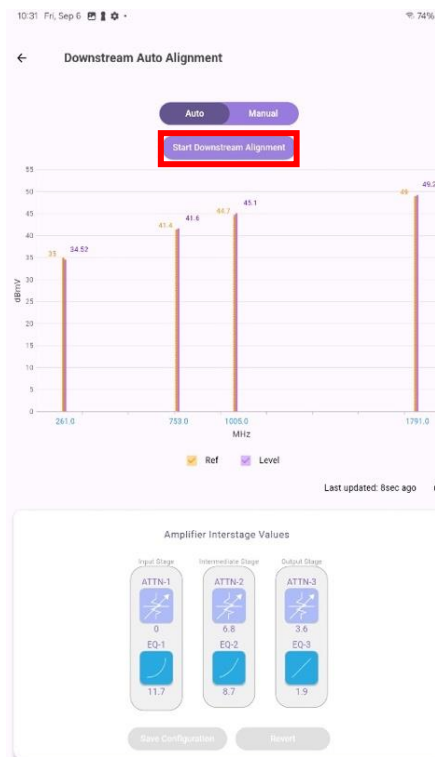 10:31 Fri, Sep 6 74%
Downstream Auto Alignment
Auto Manual
Start Downstream Alignment
55
50
45
40
35
30
25
20
15
10
5
0
dBmV
35 34.52
41.4 41.6
44.7 45.1
49 49.2
261.0 753.0 1005.0 1791.0
MHz
Ref Level
Last updated: 8sec ago
Amplifier Interstage Values
Input Stage Intermediate Stage Output Stage
ATTN-1 ATTN-2 ATTN-3
0 6.8 3.6
EQ-1 EQ-2 EQ-3
11.7 8.7 1.9
Save Configuration Revert